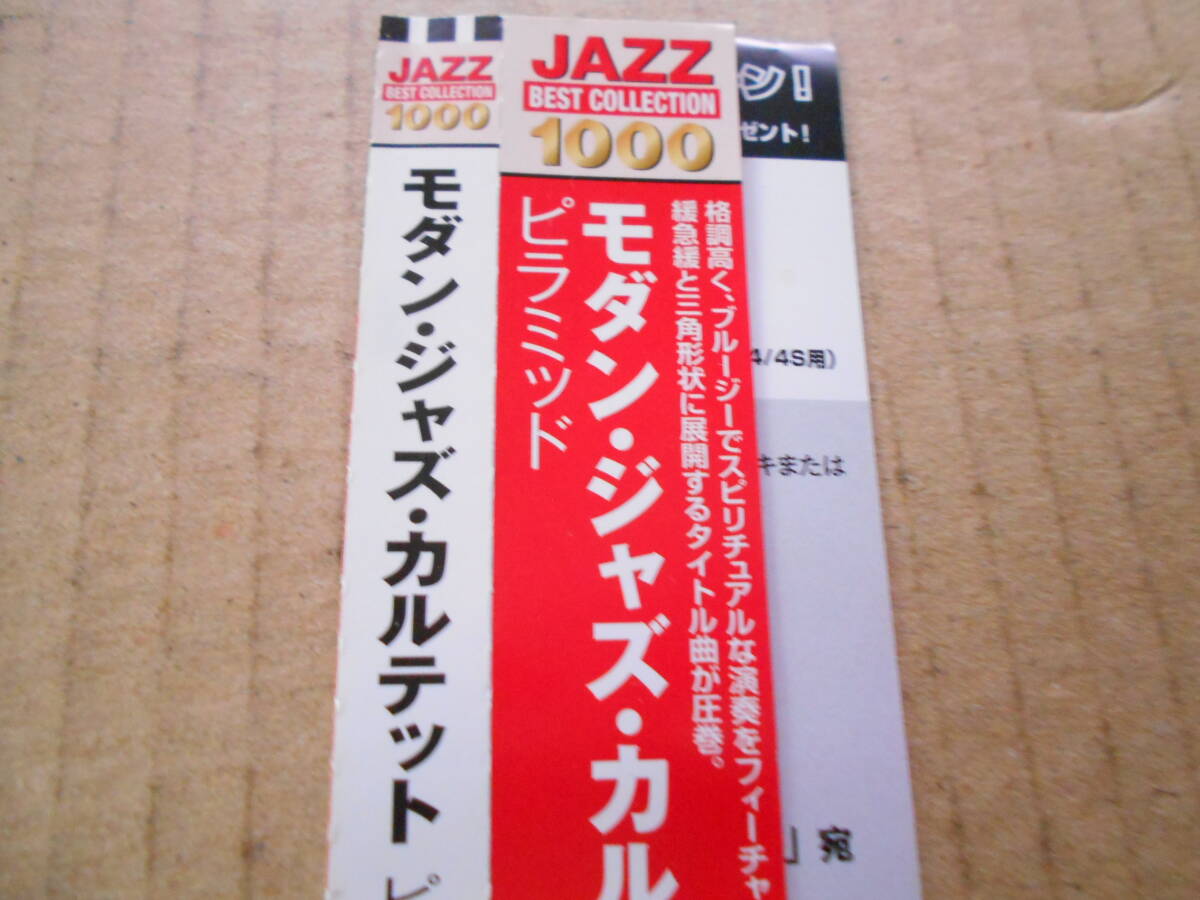 JAZZ
BEST COLLECTION
1000
モダン・ジャズ・カルテット ピ
JAZZ
BEST COLLECTION
1000
格調高く、ブルージーでスピリチュアルな演奏をフィーチャ
緩急緩と三角形状に展開するタイトル曲が圧巻。
モダン・ジャズ・カル
ピラミッド
ン!
ゼント!
4/4S用)
キまたは
」宛